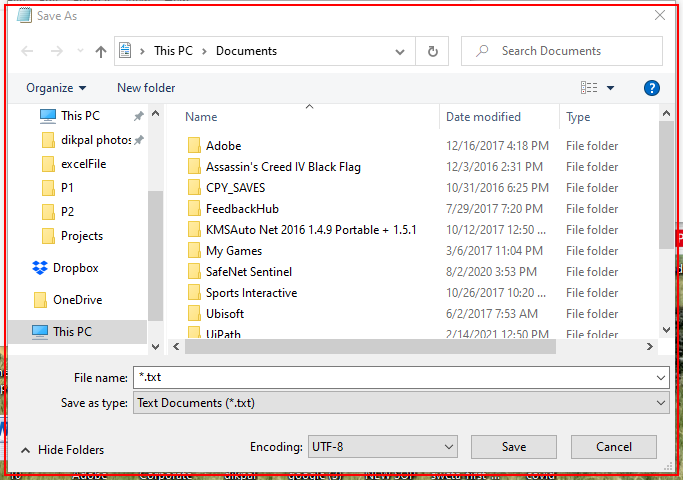 Save As
This PC > Documents
Search Documents
Organize
New folder
?
This PC
dikpal photos
excelFile
P1
P2
Projects
Dropbox
OneDrive
This PC
Name Date modified Type
Adobe 12/16/2017 4:18 PM File folder
Assassin's Creed IV Black Flag 12/3/2016 2:31 PM File folder
CPY_SAVES 10/31/2016 6:25 PM File folder
FeedbackHub 7/29/2017 7:20 PM File folder
KMSAuto Net 2016 1.4.9 Portable + 1.5.1 10/12/2017 12:50 ... File folder
My Games 3/6/2017 11:04 PM File folder
SafeNet Sentinel 8/2/2020 3:53 PM File folder
Sports Interactive 10/26/2017 10:20 ... File folder
Ubisoft 6/2/2017 7:53 AM File folder
UiPath 2/14/2021 12:50 PM File folder
File name: *.txt
Save as type: Text Documents (*.txt)
Hide Folders
Encoding: UTF-8
Save
Cancel
Adobe Corporate dikpal google (3) NEW SOP